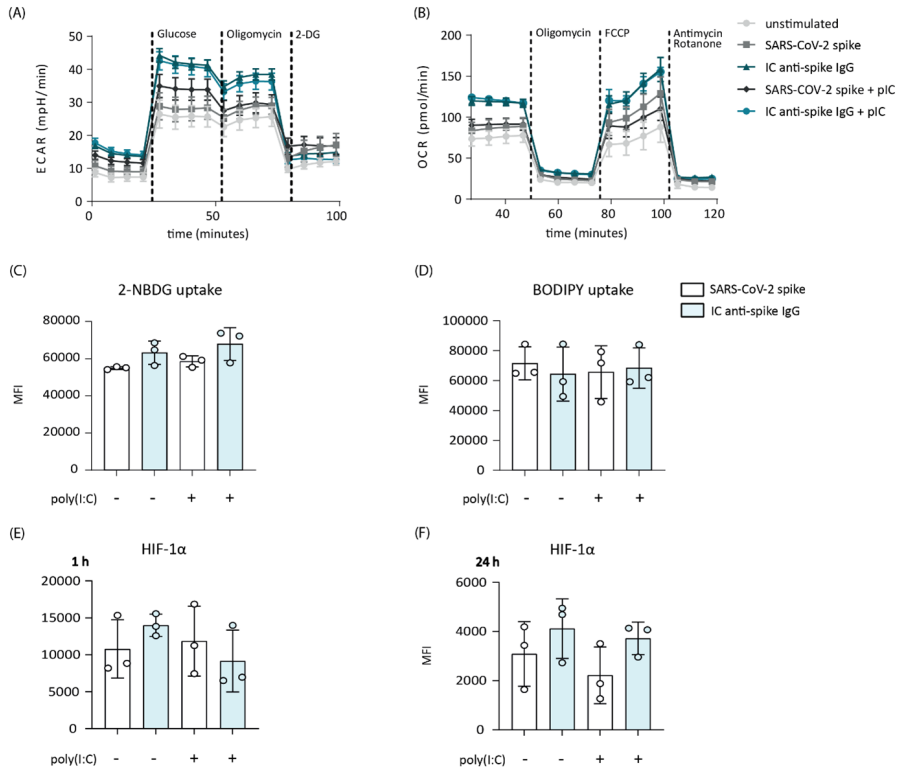 (A)
Glucose Oligomycin 2-DG
50
40
30
20
10
0
ECAR (mpH/min)
0 50 100
time (minutes)
(B)
Oligomycin FCCP Antimycin
Rotanone
200
150
100
50
0
OCR (pmol/min)
40 60 80 100 120
time (minutes)
unstimulated
SARS-CoV-2 spike
IC anti-spike IgG
SARS-COV-2 spike + pIC
IC anti-spike IgG + pIC
(C)
2-NBDG uptake
80000
60000
40000
20000
0
MFI
poly(I:C) - - + +
(D)
BODIPY uptake
100000
80000
60000
40000
20000
0
MFI
poly(I:C) - - + +
SARS-CoV-2 spike
IC anti-spike IgG
(E)
HIF-1α
1 h
20000
15000
10000
5000
0
poly(I:C) - - + +
(F)
HIF-1α
24 h
6000
4000
2000
0
MFI
poly(I:C) - - + +